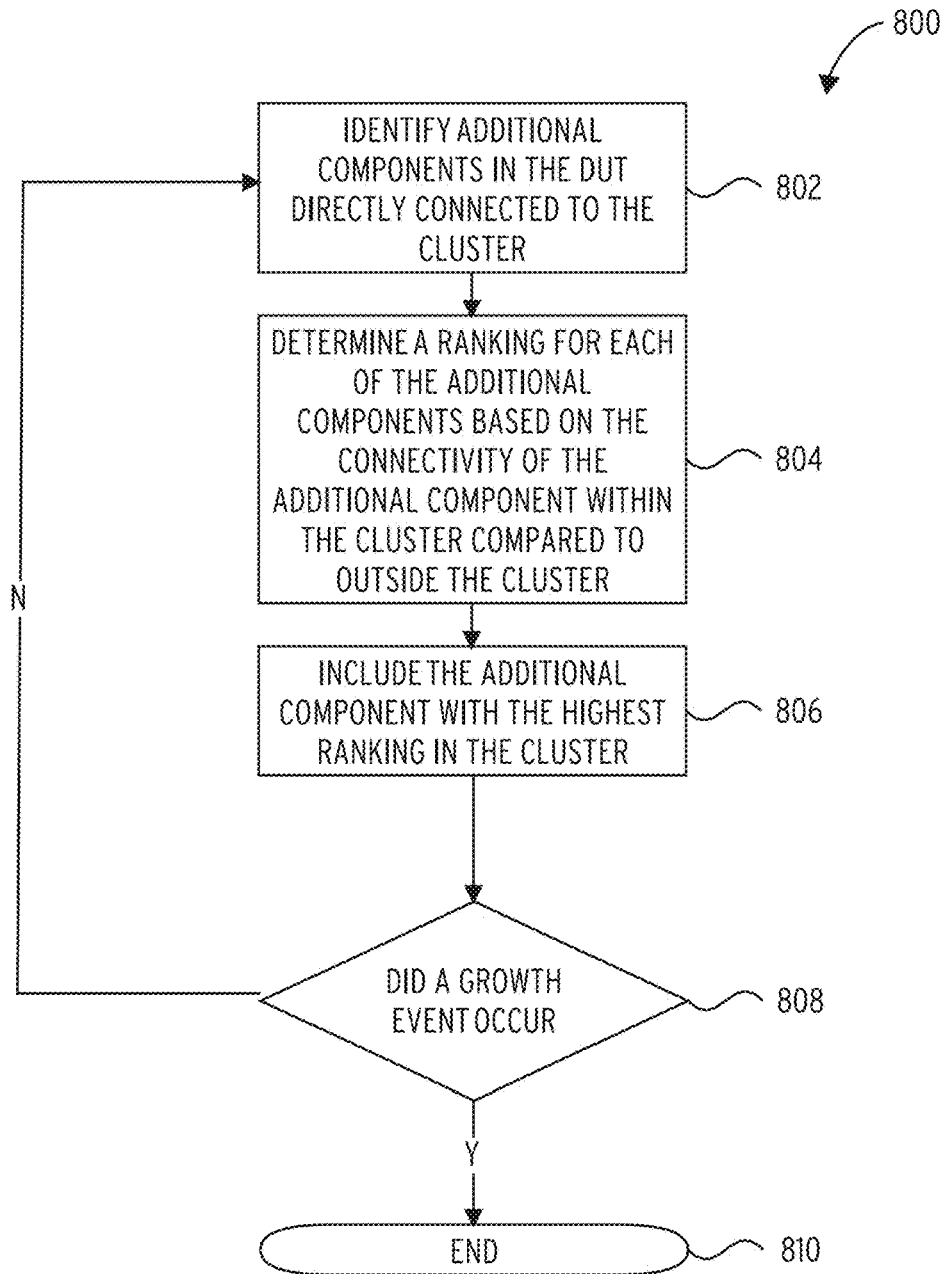 800
IDENTIFY ADDITIONAL
COMPONENTS IN THE DUT
DIRECTLY CONNECTED TO THE
CLUSTER
802
DETERMINE A RANKING FOR EACH
OF THE ADDITIONAL
COMPONENTS BASED ON THE
CONNECTIVITY OF THE
ADDITIONAL COMPONENT WITHIN
THE CLUSTER COMPARED TO
OUTSIDE THE CLUSTER
804
N
INCLUDE THE ADDITIONAL
COMPONENT WITH THE HIGHEST
RANKING IN THE CLUSTER
806
DID A GROWTH
EVENT OCCUR
808
Y
END
810